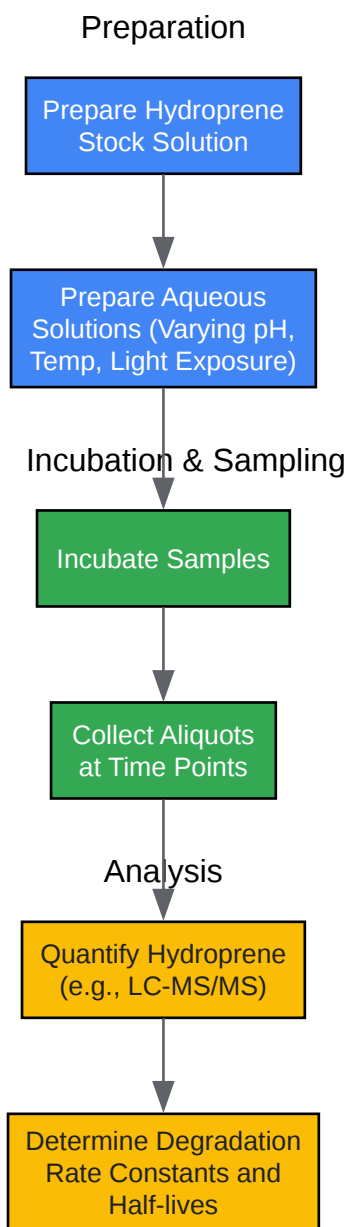 Preparation
Prepare Hydroprene
Stock Solution
Prepare Aqueous
Solutions (Varying pH,
Temp, Light Exposure)
Incubation & Sampling
Incubate Samples
Collect Aliquots
at Time Points
Analysis
Quantify Hydroprene
(e.g., LC-MS/MS)
Determine Degradation
Rate Constants and
Half-lives